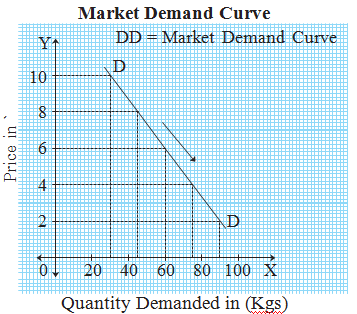 Market Demand Curve
DD = Market Demand Curve
Y
D
10
8
6
4
2
D
0 20 40 60 80 100 X
Price in `
Quantity Demanded in (Kgs)